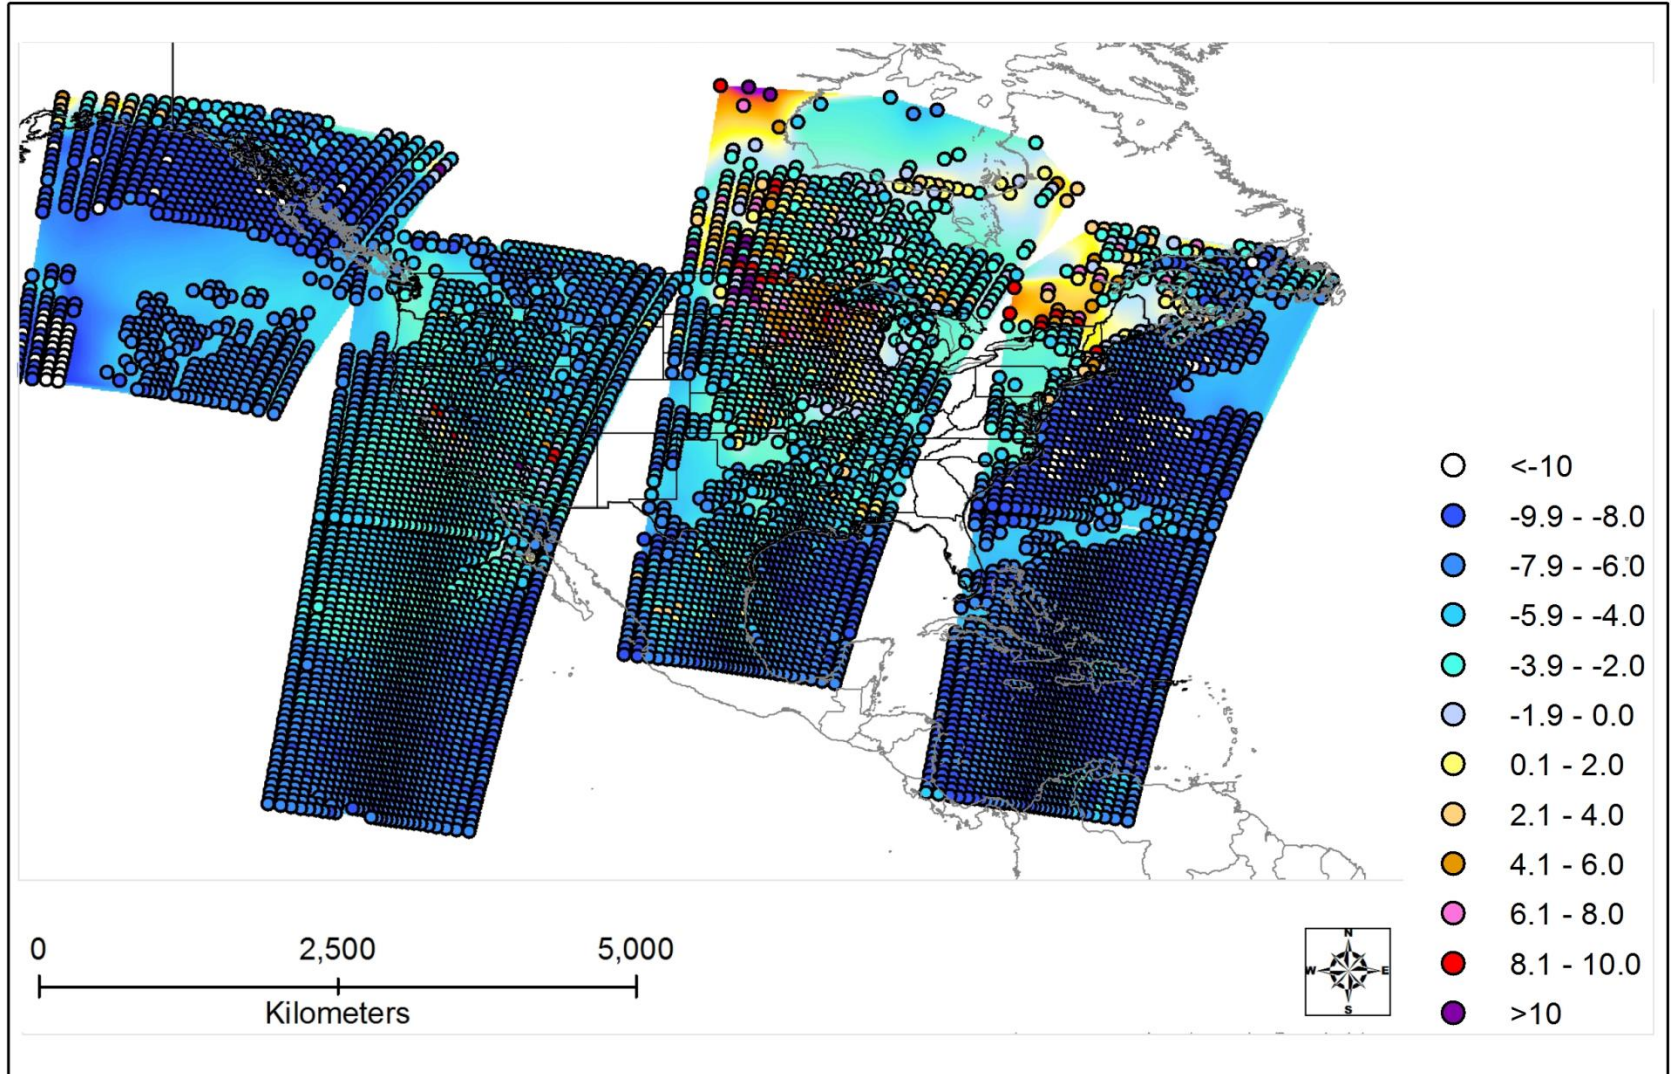 <-10
-9.9 - -8.0
-7.9 - -6.0
-5.9 - -4.0
-3.9 - -2.0
-1.9 - 0.0
0.1 - 2.0
2.1 - 4.0
4.1 - 6.0
6.1 - 8.0
8.1 - 10.0
>10
0 2,500 5,000
Kilometers
N
W E
S